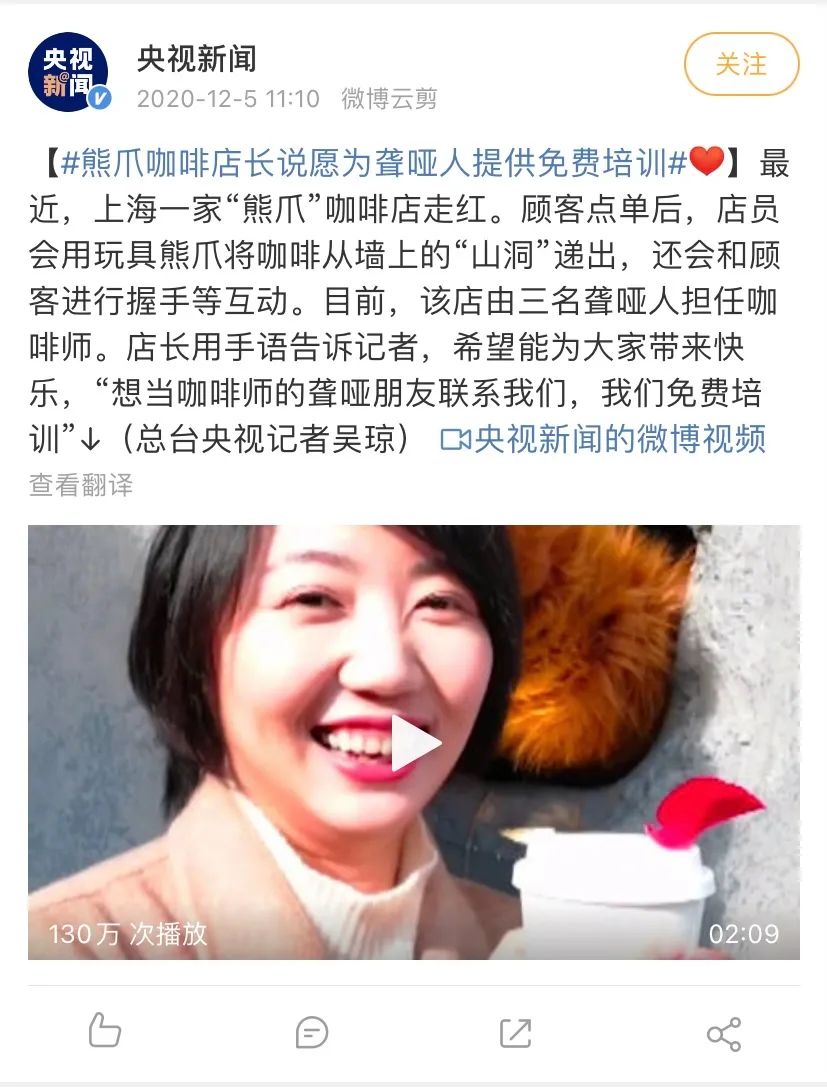 央视
新@闻
央视新闻
关注
2020-12-5 11:10 微博云剪
【#熊爪咖啡店长说愿为聋哑人提供免费培训#❤️】最
近，上海一家“熊爪”咖啡店走红。顾客点单后，店员
会用玩具熊爪将咖啡从墙上的“山洞”递出，还会和顾
客进行握手等互动。目前，该店由三名聋哑人担任咖
啡师。店长用手语告诉记者，希望能为大家带来快
乐，“想当咖啡师的聋哑朋友联系我们，我们免费培
训”↓（总台央视记者吴琼） 央视新闻的微博视频
查看翻译
130万 次播放
02:09